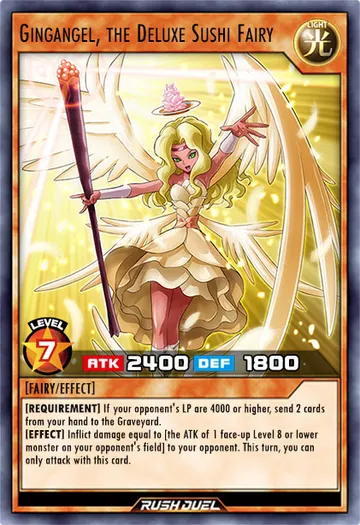 Gingangel, the Deluxe Sushi Fairy
LIGHT
光
LEVEL
7
ATK 2400 DEF 1800
[FAIRY/EFFECT]
[REQUIREMENT] If your opponent's LP are 4000 or higher, send 2 cards
from your hand to the Graveyard.
[EFFECT] Inflict damage equal to [the ATK of 1 face-up Level 8 or lower
monster on your opponent's field] to your opponent. This turn, you can
only attack with this card.
RUSH DUEL